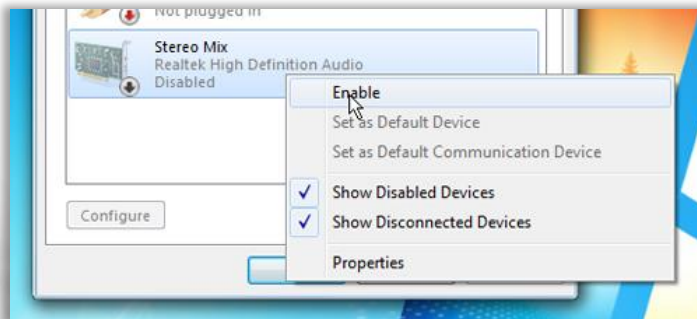 Not plugged in
Stereo Mix
Realtek High Definition Audio
Disabled
Enable
Set as Default Device
Set as Default Communication Device
Show Disabled Devices
Show Disconnected Devices
Configure
Properties